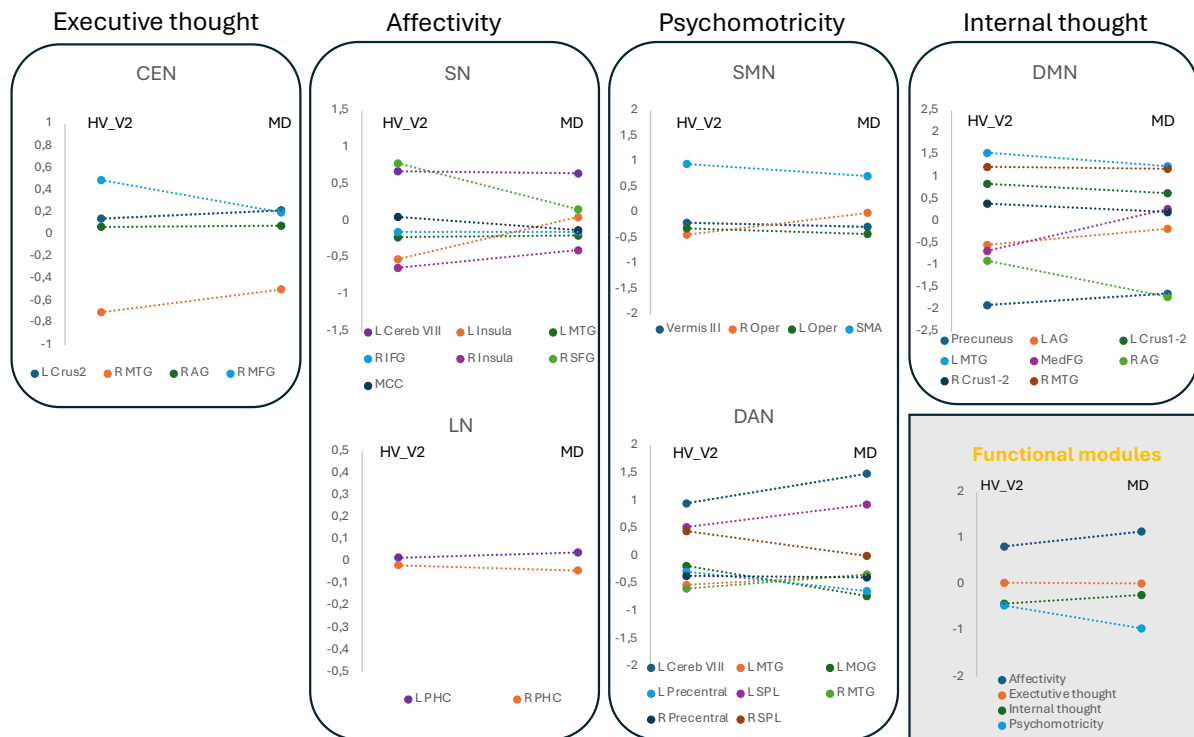 Executive thought
Affectivity
Psychomotricity
Internal thought
CEN
HV_V2 MD
1
0,8
0,6
0,4
0,2
0
-0,2
-0,4
-0,6
-0,8
-1
L Crus2 R MTG R AG R MFG
SN
HV_V2 MD
1,5
1
0,5
0
-0,5
-1
-1,5
L Cereb VIII L Insula L MTG
R IFG R Insula R SFG
MCC
LN
HV_V2 MD
0,5
0,4
0,3
0,2
0,1
0
-0,1
-0,2
-0,3
-0,4
-0,5
L PHC R PHC
SMN
HV_V2 MD
2
1,5
1
0,5
0
-0,5
-1
-1,5
-2
Vermis III R Oper L Oper SMA
DAN
HV_V2 MD
2
1,5
1
0,5
0
-0,5
-1
-1,5
-2
L Cereb VIII L MTG L MOG
L Precentral L SPL R MTG
R Precentral R SPL
DMN
HV_V2 MD
2,5
2
1,5
1
0,5
0
-0,5
-1
-1,5
-2
-2,5
Precuneus LAG L Crus1-2
L MTG MedFG R AG
R Crus1-2 R MTG
Functional modules
HV_V2 MD
2
1
0
-1
-2
Affectivity
Exectutive thought
Internal thought
Psychomotricity